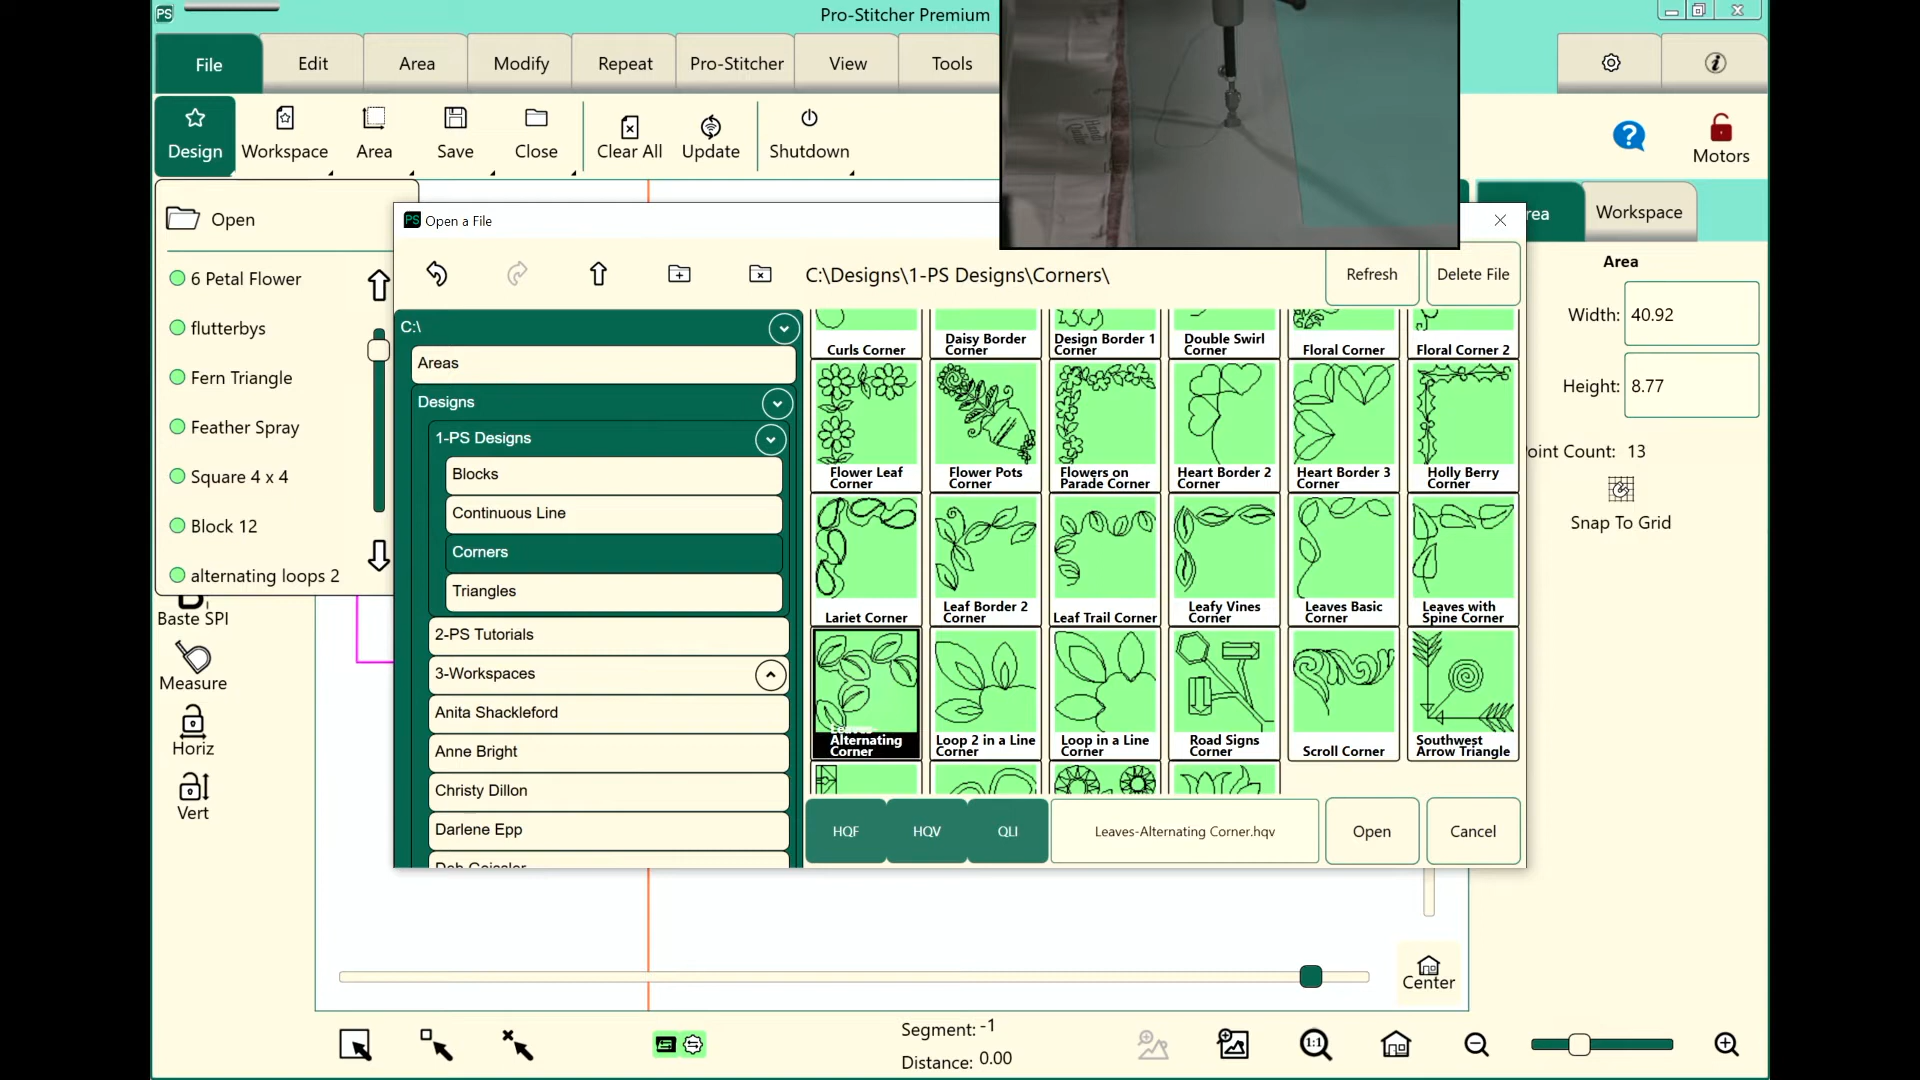 PS
Pro-Stitcher Premium
File
Edit
Area
Modify
Repeat
Pro-Stitcher
View
Tools
Design
Workspace
Area
Save
Close
Clear All
Update
Shutdown
Motors
Open
6 Petal Flower
flutterbys
Fern Triangle
Feather Spray
Square 4 x 4
Block 12
alternating loops 2
Baste SPI
Measure
Horiz
Vert
PS Open a File
C:\Designs\1-PS Designs\Corners\
Refresh
Delete File
C:\
Areas
Designs
1-PS Designs
Blocks
Continuous Line
Corners
Triangles
2-PS Tutorials
3-Workspaces
Anita Shackleford
Anne Bright
Christy Dillon
Darlene Epp
Curls Corner
Daisy Border
Corner
Design Border 1
Corner
Double Swirl
Corner
Floral Corner
Floral Corner 2
Flower Leaf
Corner
Flower Pots
Corner
Flowers on
Parade Corner
Heart Border 2
Corner
Heart Border 3
Corner
Holly Berry
Corner
Lariet Corner
Leaf Border 2
Corner
Leaf Trail Corner
Leafy Vines
Corner
Leaves Basic
Corner
Leaves with
Spine Corner
Leaves-
Alternating
Corner
Loop 2 in a Line
Corner
Loop in a Line
Corner
Road Signs
Corner
Scroll Corner
Southwest
Arrow Triangle
HQF
HQV
QLI
Leaves-Alternating Corner.hqv
Open
Cancel
rea
Workspace
Area
Width: 40.92
Height: 8.77
oint Count: 13
Snap To Grid
Center
Segment: -1
Distance: 0.00
1:1